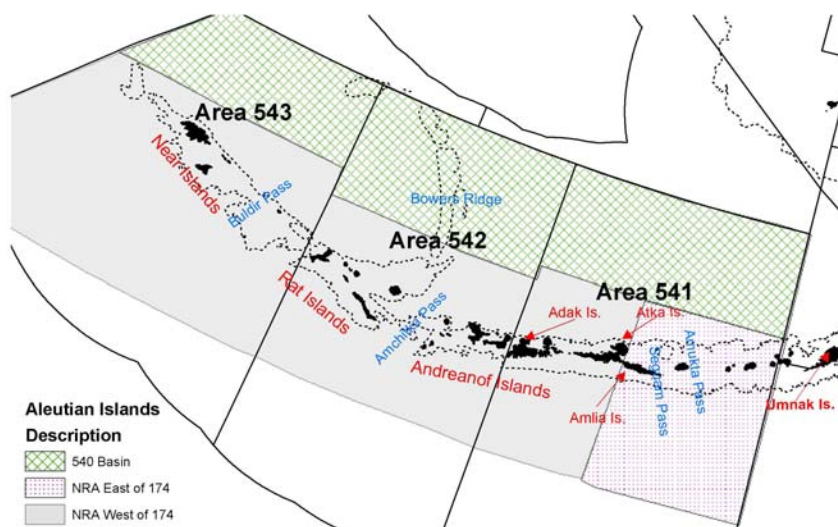 Area 543
Near Islands
Buldir Pass
Bowers Ridge
Area 542
Rat Islands
Amchitka Pass
Area 541
Adak Is.
Atka Is.
Andreanof Islands
Seguam Pass
Amukta Pass
Amlia Is.
Umnak Is.
Aleutian Islands
Description
540 Basin
NRA East of 174
NRA West of 174